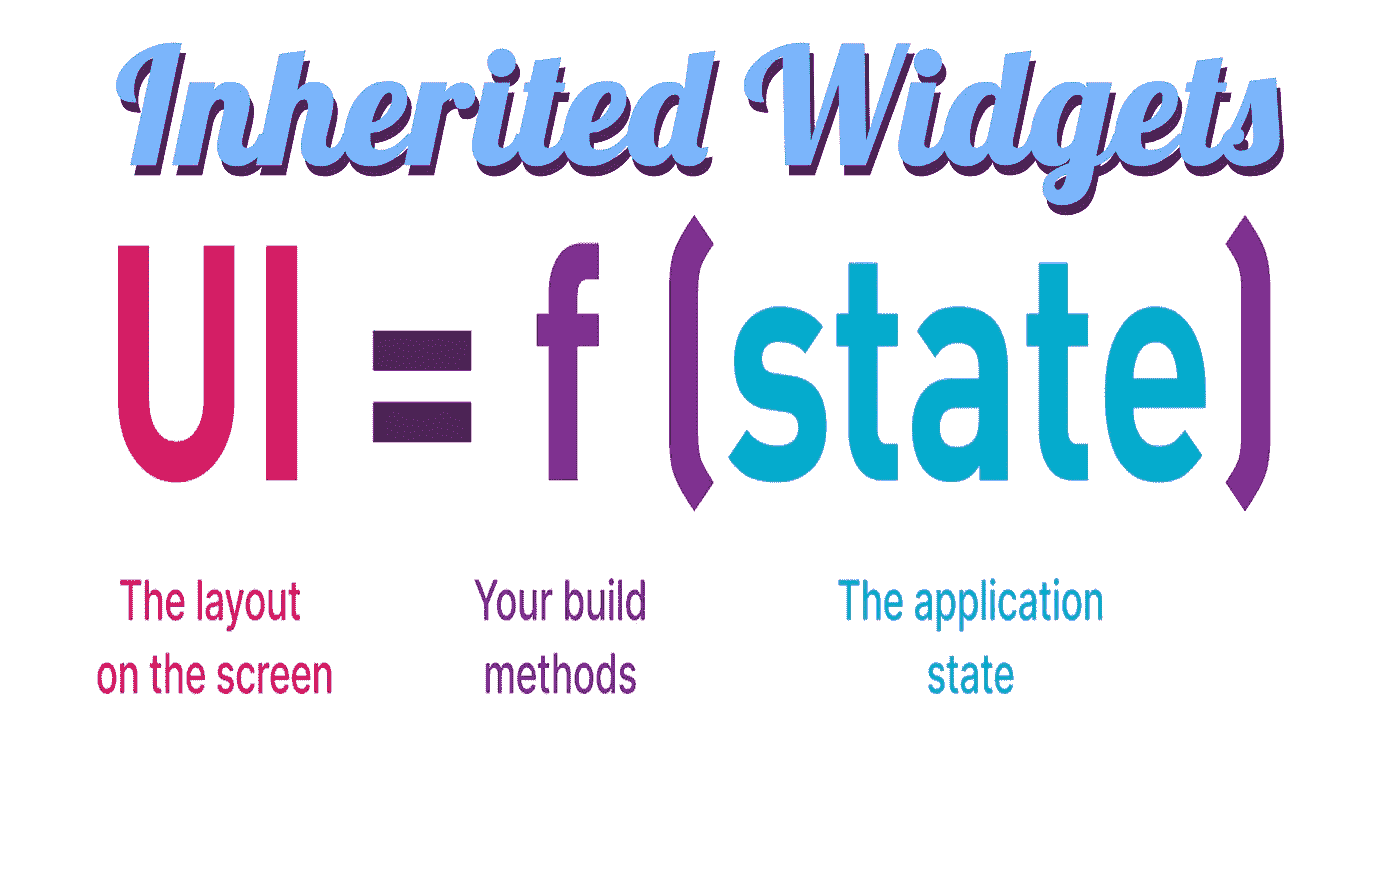 Inherited Widgets
UI = f (state)
The layout
on the screen
Your build
methods
The application
state